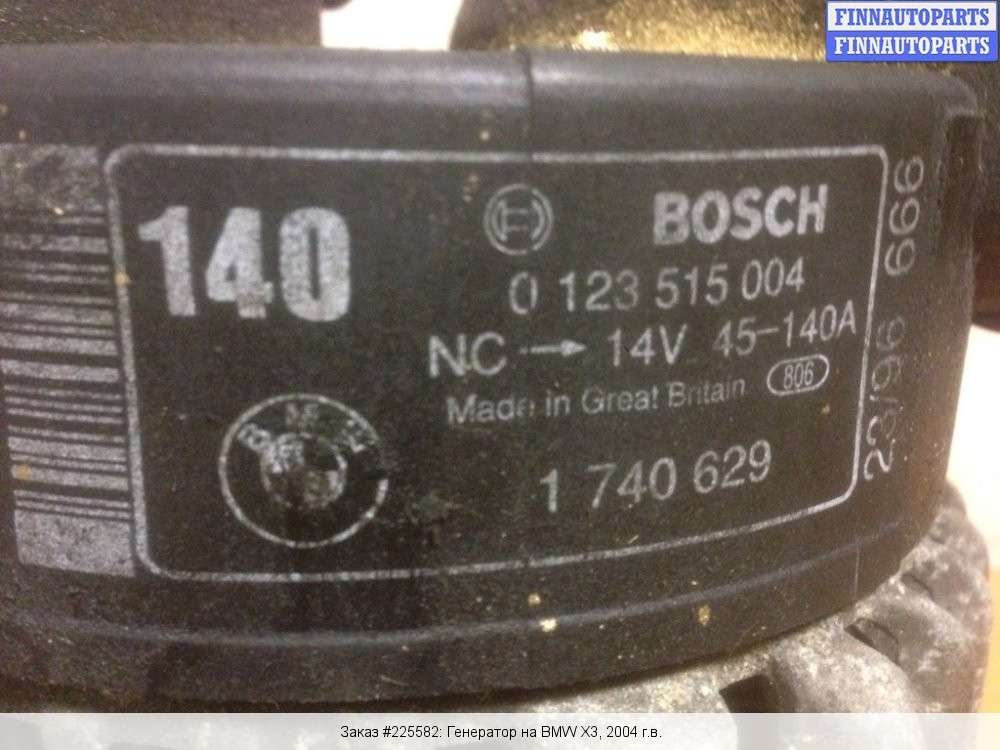 FINNAUTOPARTS
FINNAUTOPARTS
140
BOSCH
0 123 515 004
NC → 14V 45-140A
Made in Great Britain 806
1 740 629
23/96 6666
Заказ #225582: Генератор на BMW X3, 2004 г.в.